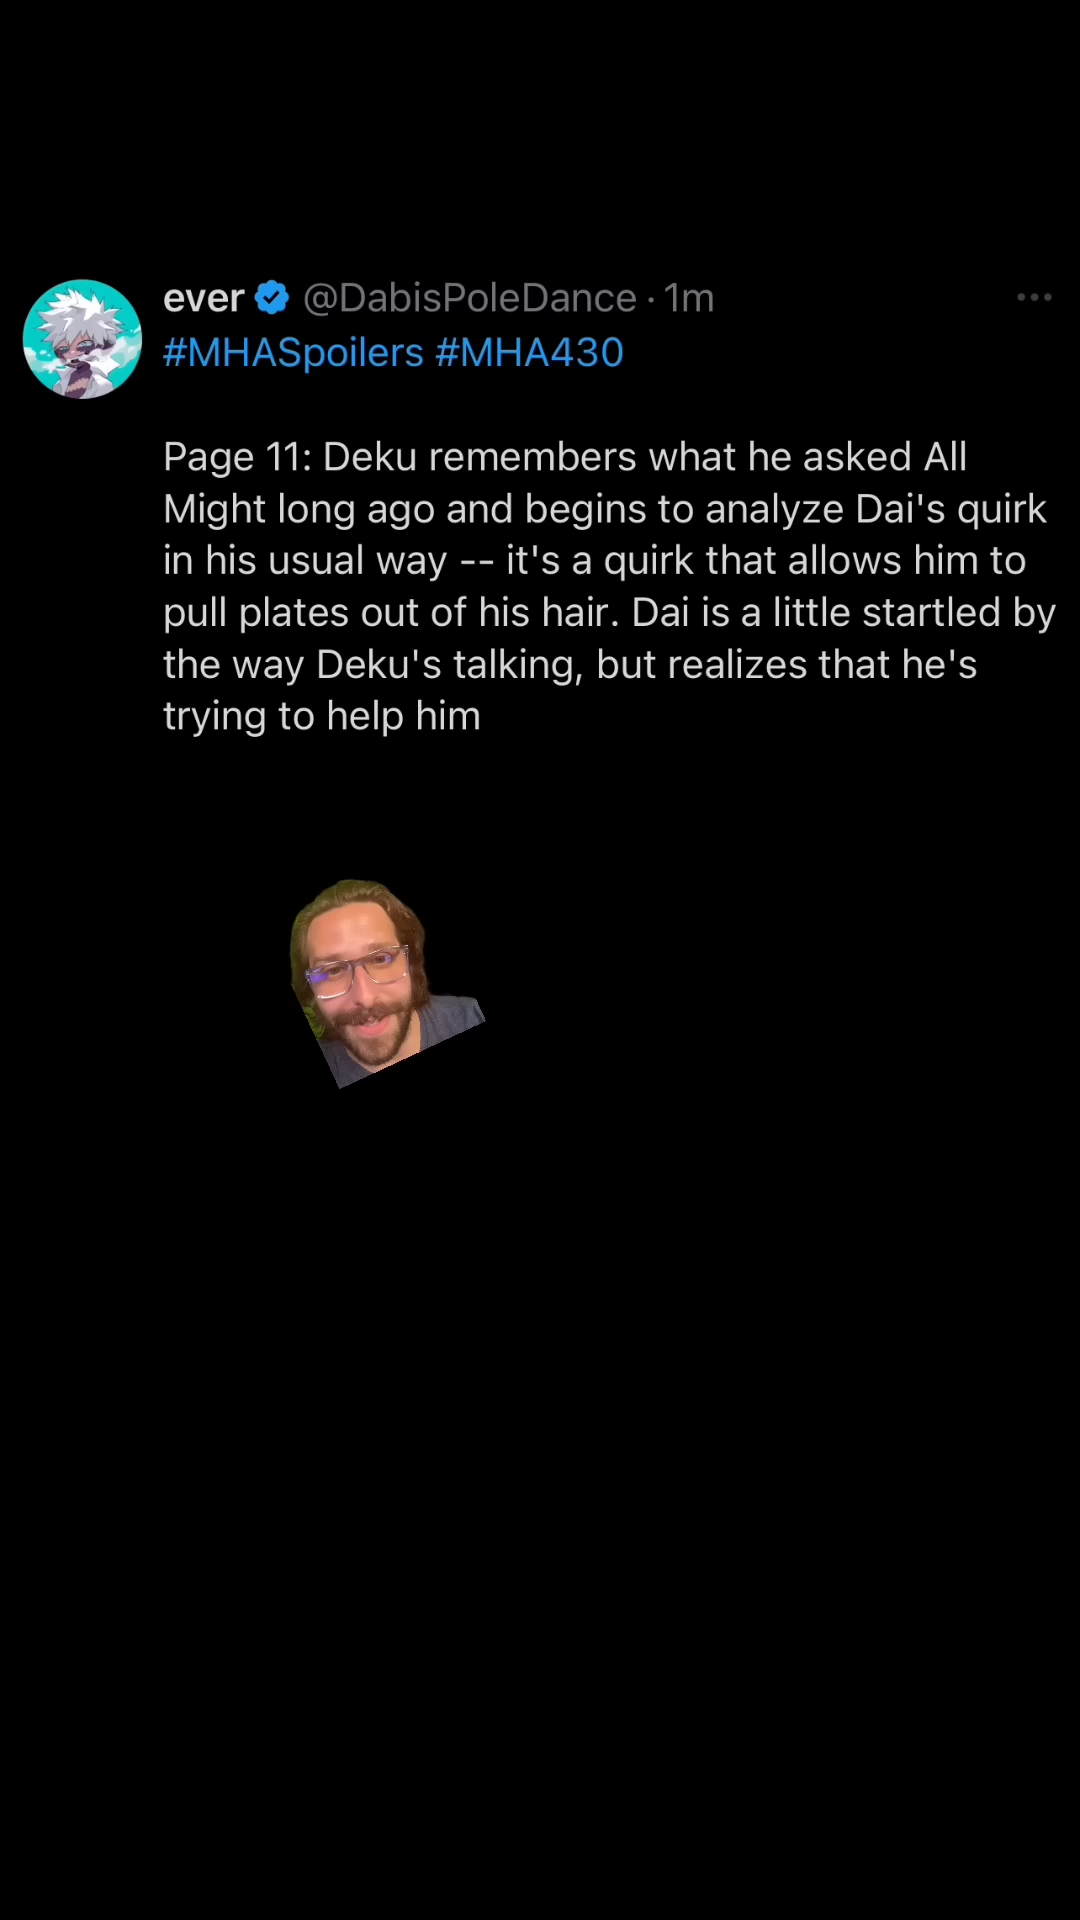 ever @DabisPoleDance · 1m
#MHASpoilers #MHA430
Page 11: Deku remembers what he asked All
Might long ago and begins to analyze Dai's quirk
in his usual way -- it's a quirk that allows him to
pull plates out of his hair. Dai is a little startled by
the way Deku's talking, but realizes that he's
trying to help him